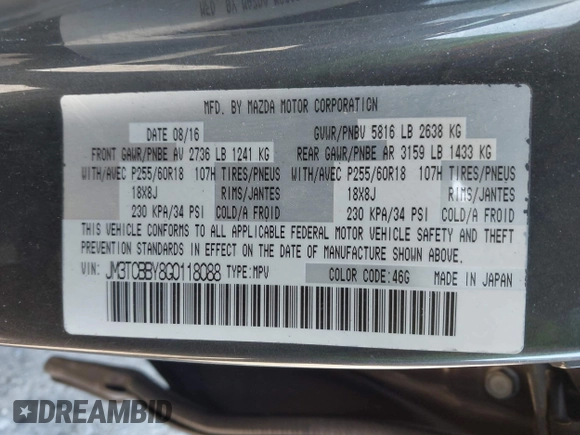 MFD. BY MAZDA MOTOR CORPORATION
DATE 08/16 GVWR/PNBV 5816 LB 2638 KG
FRONT GAWR/PNBE AV 2736 LB 1241 KG REAR GAWR/PNBE AR 3159 LB 1433 KG
WITH/AVEC P255/60R18 107H TIRES/PNEUS WITH/AVEC P255/60R18 107H TIRES/PNEUS
18X8J RIMS/JANTES 18X8J RIMS/JANTES
230 KPA/34 PSI COLD/A FROID 230 KPA/34 PSI COLD/A FROID
THIS VEHICLE CONFORMS TO ALL APPLICABLE FEDERAL MOTOR VEHICLE SAFETY AND THEFT
PREVENTION STANDARDS IN EFFECT ON THE DATE OF MANUFACTURE SHOWN ABOVE.
VIN: JM3TCBBY8G0118088 TYPE:MPV COLOR CODE:46G MADE IN JAPAN
DREAMBID